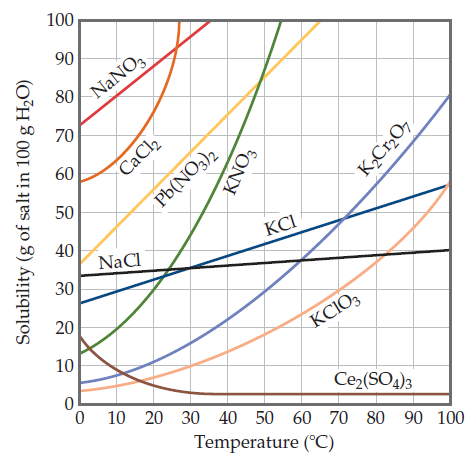 100
90
80
70
60
50
40
30
20
10
0
Solubility (g of salt in 100 g H₂O)
NaNO₃
CaCl₂
Pb(NO₃)₂
KNO₃
K₂Cr₂O₇
KCl
NaCl
KClO₃
Ce₂(SO₄)₃
0 10 20 30 40 50 60 70 80 90 100
Temperature (°C)